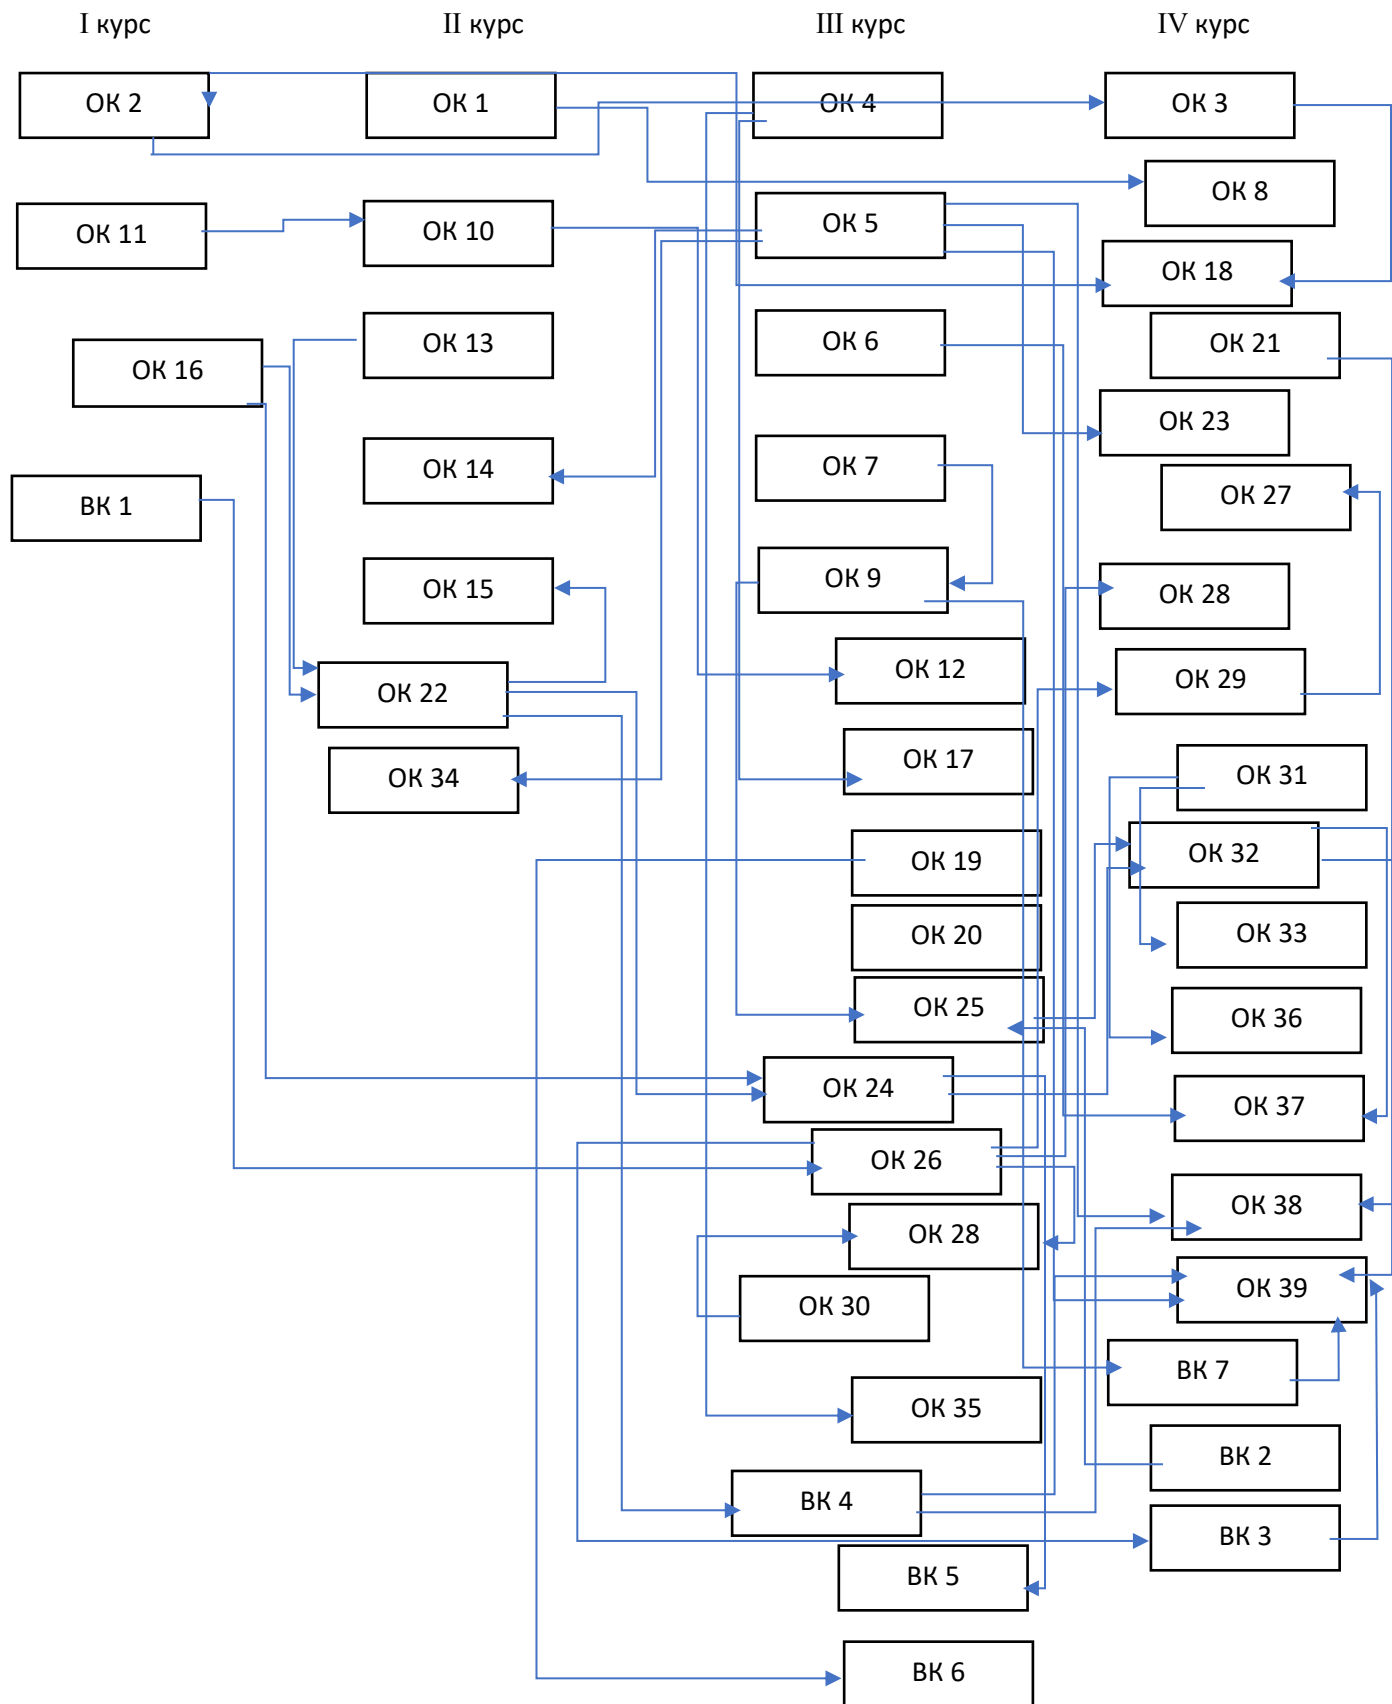 I курс
II курс
III курс
IV курс
ОК 2
ОК 1
ОК 4
ОК 3
ОК 8
ОК 11
ОК 10
ОК 5
ОК 18
ОК 16
ОК 13
ОК 6
ОК 21
ОК 23
ВК 1
ОК 14
ОК 7
ОК 27
ОК 15
ОК 9
ОК 28
ОК 22
ОК 12
ОК 29
ОК 34
ОК 17
ОК 31
ОК 19
ОК 32
ОК 20
ОК 33
ОК 25
ОК 36
ОК 24
ОК 37
ОК 26
ОК 38
ОК 28
ОК 39
ОК 30
ВК 7
ОК 35
ВК 2
ВК 4
ВК 3
ВК 5
ВК 6